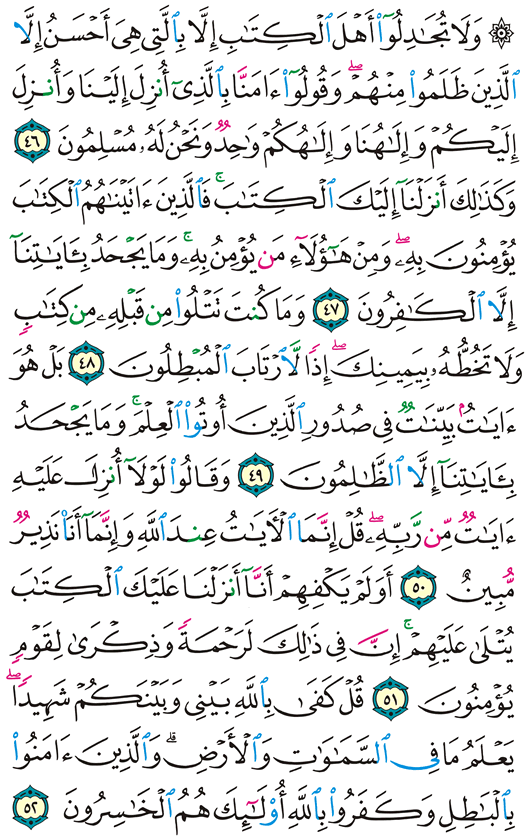 ۞ وَلَا تُجَٰدِلُوٓا۟ أَهْلَ ٱلْكِتَٰبِ إِلَّا بِٱلَّتِى هِىَ أَحْسَنُ إِلَّا
ٱلَّذِينَ ظَلَمُوا۟ مِنْهُمْ ۖ وَقُولُوٓا۟ ءَامَنَّا بِٱلَّذِىٓ أُنزِلَ إِلَيْنَا وَأُنزِلَ
إِلَيْكُمْ وَإِلَٰهُنَا وَإِلَٰهُكُمْ وَٰحِدٌ وَنَحْنُ لَهُۥ مُسْلِمُونَ ٤٦
وَكَذَٰلِكَ أَنزَلْنَآ إِلَيْكَ ٱلْكِتَٰبَ ۚ فَٱلَّذِينَ ءَاتَيْنَٰهُمُ ٱلْكِتَٰبَ
يُؤْمِنُونَ بِهِۦ ۖ وَمِنْ هَٰٓؤُلَآءِ مَن يُؤْمِنُ بِهِۦ ۚ وَمَا يَجْحَدُ بِـَٔايَٰتِنَآ
إِلَّا ٱلْكَٰفِرُونَ ٤٧ وَمَا كُنتَ تَتْلُوا۟ مِن قَبْلِهِۦ مِن كِتَٰبٍ
وَلَا تَخُطُّهُۥ بِيَمِينِكَ ۖ إِذًا لَّٱرْتَابَ ٱلْمُبْطِلُونَ ٤٨ بَلْ هُوَ
ءَايَٰتٌۢ بَيِّنَٰتٌ فِى صُدُورِ ٱلَّذِينَ أُوتُوا۟ ٱلْعِلْمَ ۚ وَمَا يَجْحَدُ
بِـَٔايَٰتِنَآ إِلَّا ٱلظَّٰلِمُونَ ٤٩ وَقَالُوا۟ لَوْلَآ أُنزِلَ عَلَيْهِ
ءَايَٰتٌ مِّن رَّبِّهِۦ ۖ قُلْ إِنَّمَا ٱلْـَٔايَٰتُ عِندَ ٱللَّهِ وَإِنَّمَآ أَنَا۠ نَذِيرٌ
مُّبِينٌ ٥٠ أَوَلَمْ يَكْفِهِمْ أَنَّآ أَنزَلْنَا عَلَيْكَ ٱلْكِتَٰبَ
يُتْلَىٰ عَلَيْهِمْ ۚ إِنَّ فِى ذَٰلِكَ لَرَحْمَةً وَذِكْرَىٰ لِقَوْمٍ
يُؤْمِنُونَ ٥١ قُلْ كَفَىٰ بِٱللَّهِ بَيْنِى وَبَيْنَكُمْ شَهِيدًا ۖ
يَعْلَمُ مَا فِى ٱلسَّمَٰوَٰتِ وَٱلْأَرْضِ ۗ وَٱلَّذِينَ ءَامَنُوا۟
بِٱلْبَٰطِلِ وَكَفَرُوا۟ بِٱللَّهِ أُو۟لَٰٓئِكَ هُمُ ٱلْخَٰسِرُونَ ٥٢